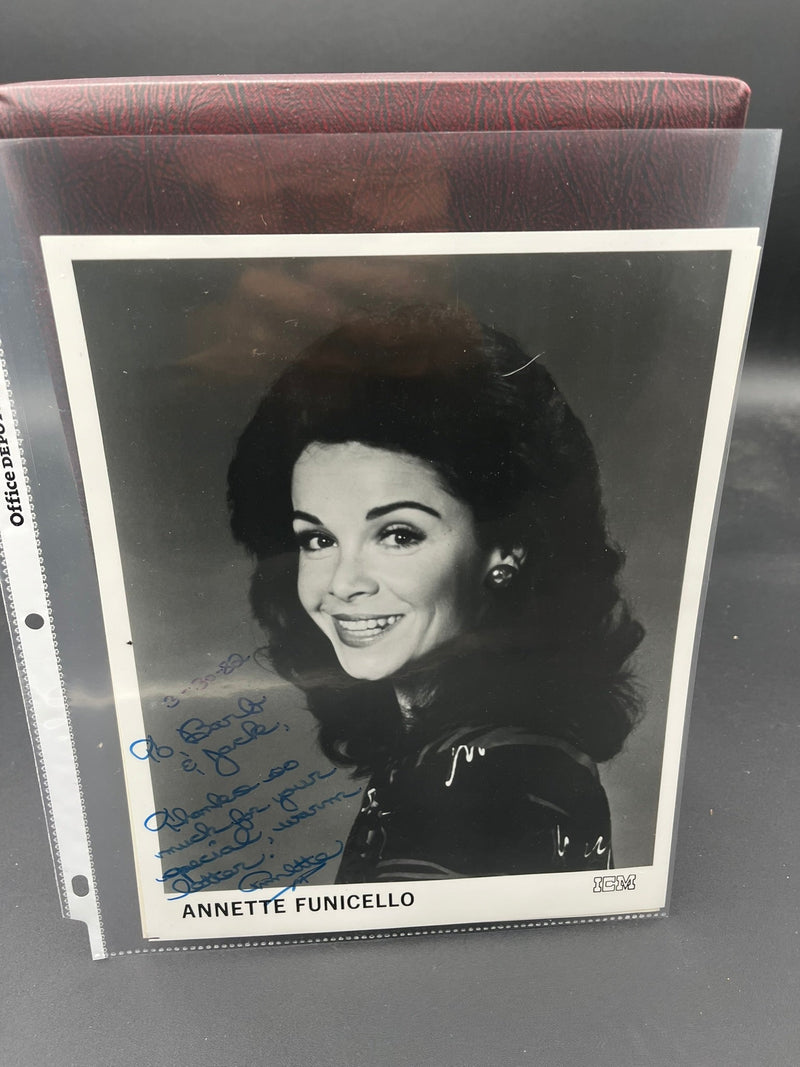 Office DEPOT
3-30-82
To Barb
& Jack,
Thanks so
much for your
special, warm
letter.
Annette
ANNETTE FUNICELLO
ICM